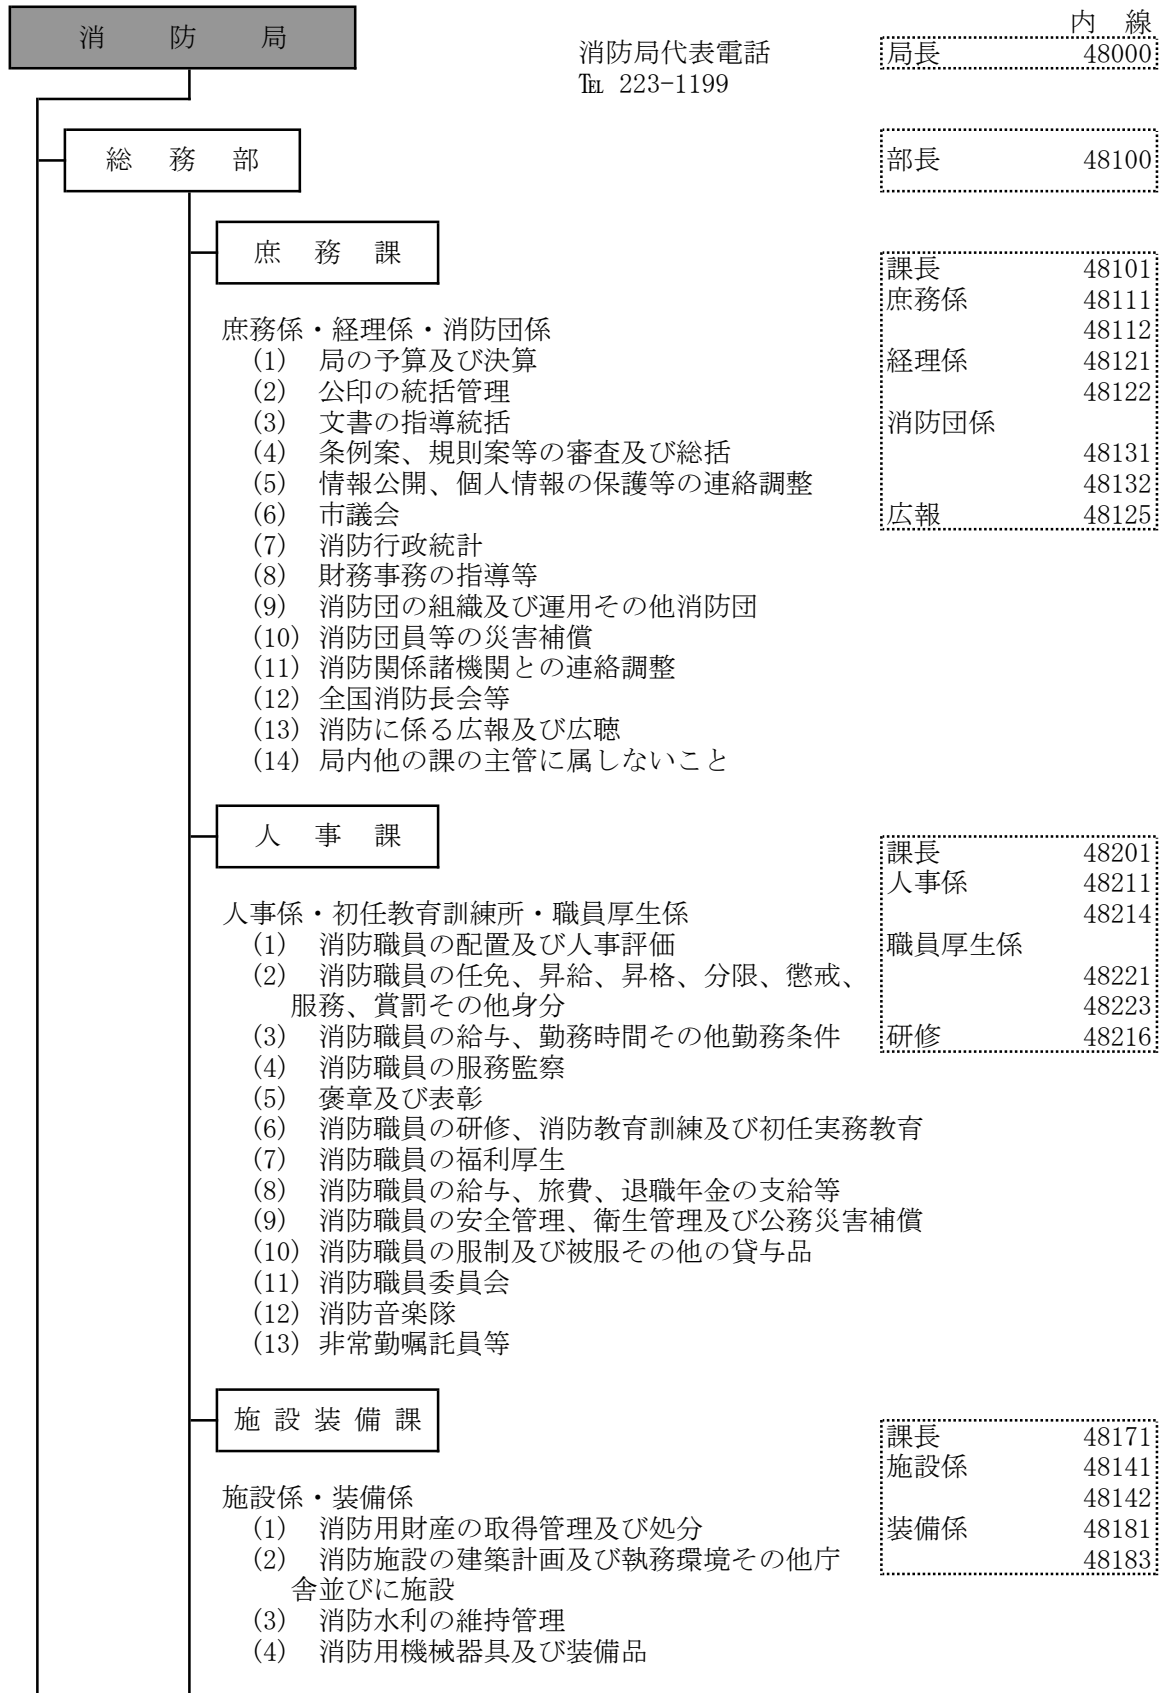 消防局
内線
消防局代表電話
局長 48000
℡ 223-1199
総務部
部長 48100
庶務課
課長 48101
庶務係 48111
48112
経理係 48121
48122
消防団係
48131
48132
広報 48125
庶務係・経理係・消防団係
(1) 局の予算及び決算
(2) 公印の統括管理
(3) 文書の指導統括
(4) 条例案、規則案等の審査及び総括
(5) 情報公開、個人情報の保護等の連絡調整
(6) 市議会
(7) 消防行政統計
(8) 財務事務の指導等
(9) 消防団の組織及び運用その他消防団
(10) 消防団員等の災害補償
(11) 消防関係諸機関との連絡調整
(12) 全国消防長会等
(13) 消防に係る広報及び広聴
(14) 局内他の課の主管に属しないこと
人事課
課長 48201
人事係 48211
48214
職員厚生係
48221
48223
研修 48216
人事係・初任教育訓練所・職員厚生係
(1) 消防職員の配置及び人事評価
(2) 消防職員の任免、昇給、昇格、分限、懲戒、
服務、賞罰その他身分
(3) 消防職員の給与、勤務時間その他勤務条件
(4) 消防職員の服務監察
(5) 褒章及び表彰
(6) 消防職員の研修、消防教育訓練及び初任実務教育
(7) 消防職員の福利厚生
(8) 消防職員の給与、旅費、退職年金の支給等
(9) 消防職員の安全管理、衛生管理及び公務災害補償
(10) 消防職員の服制及び被服その他の貸与品
(11) 消防職員委員会
(12) 消防音楽隊
(13) 非常勤嘱託員等
施設装備課
課長 48171
施設係 48141
48142
装備係 48181
48183
施設係・装備係
(1) 消防用財産の取得管理及び処分
(2) 消防施設の建築計画及び執務環境その他庁
舎並びに施設
(3) 消防水利の維持管理
(4) 消防用機械器具及び装備品